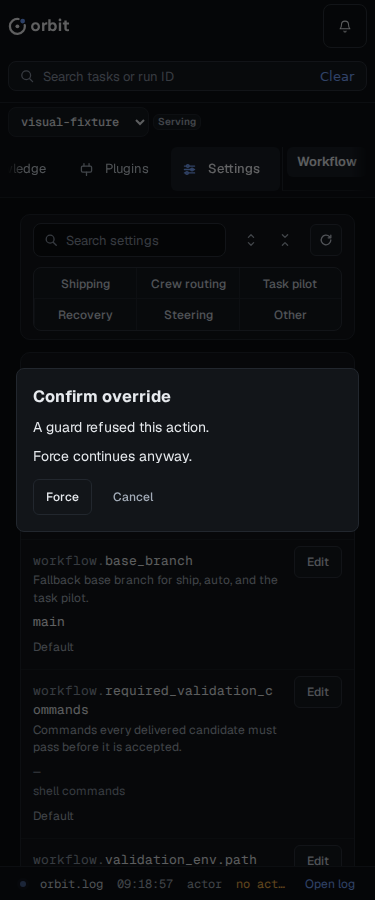 orbit
Search tasks or run ID
Clear
visual-fixture
Serving
ledge
Plugins
Settings
Workflow
Search settings
Shipping
Crew routing
Task pilot
Recovery
Steering
Other
Confirm override
A guard refused this action.
Force continues anyway.
Force
Cancel
workflow.base_branch
Edit
Fallback base branch for ship, auto, and the
task pilot.
main
Default
workflow.required_validation_c
ommands
Edit
Commands every delivered candidate must
pass before it is accepted.
—
shell commands
Default
workflow.validation_env.path
Edit
orbit.log
09:18:57
actor
no act…
Open log